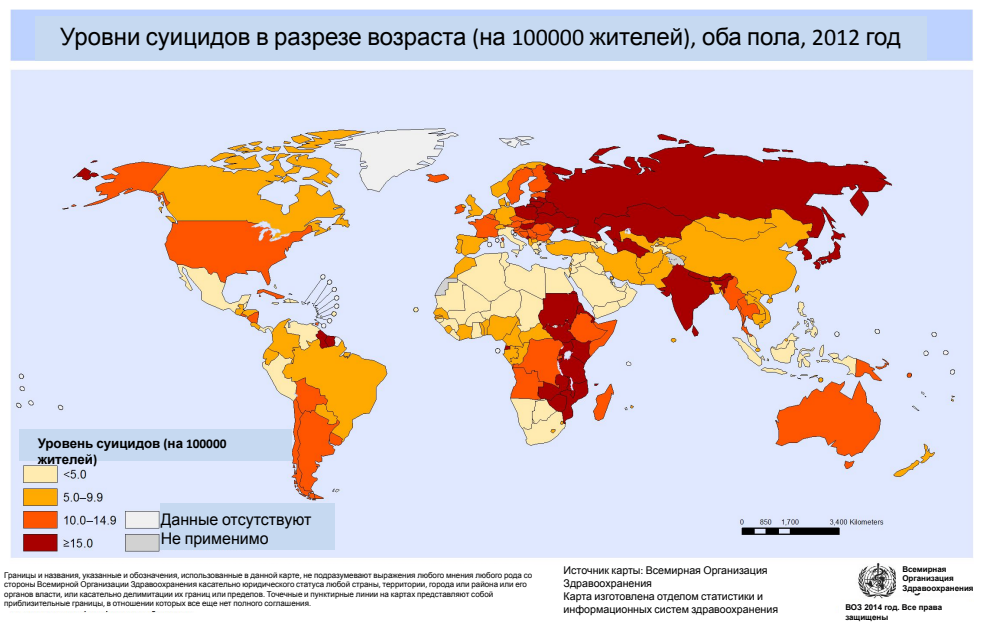 Уровни суицидов в разрезе возраста (на 100000 жителей), оба пола, 2012 год
Уровень суицидов (на 100000
жителей)
<5.0
5.0–9.9
10.0–14.9
≥15.0
Данные отсутствуют
Не применимо
0 850 1,700 3,400 Kilometers
Границы и названия, указанные и обозначения, использованные в данной карте, не подразумевают выражения любого мнения любого рода со
стороны Всемирной Организации Здравоохранения касательно юридического статуса любой страны, территории, города или района или его
органов власти, или касательно делимитации их границ или пределов. Точечные и пунктирные линии на картах представляют собой
приблизительные границы, в отношении которых все еще нет полного соглашения.
Источник карты: Всемирная Организация
Здравоохранения
Карта изготовлена отделом статистики и
информационных систем здравоохранения
Всемирная
Организация
Здравоохранения
ВОЗ 2014 год. Все права
защищены